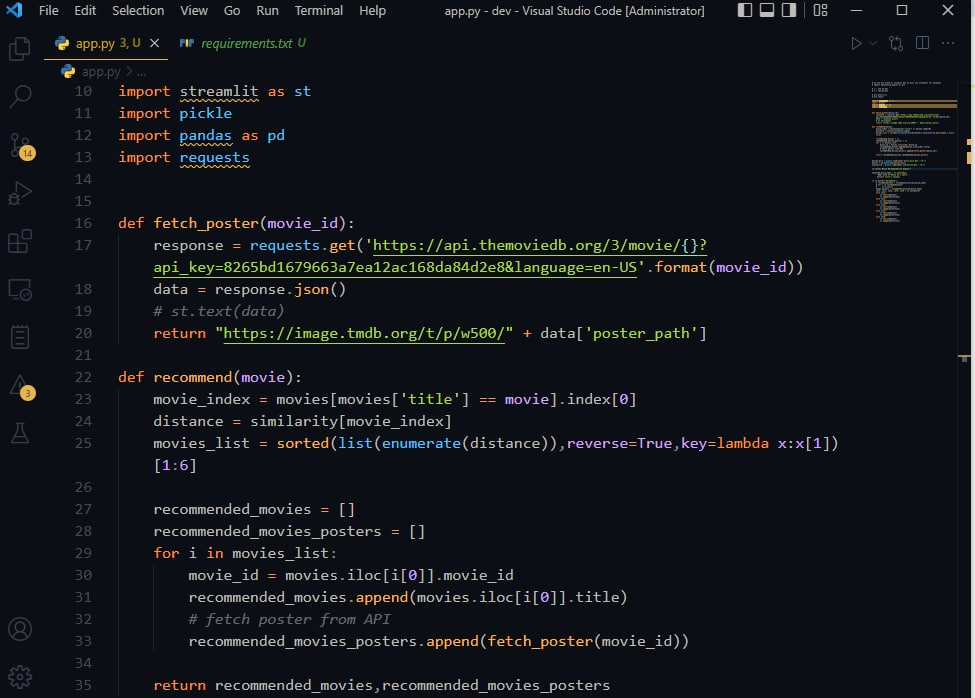 File Edit Selection View Go Run Terminal Help app.py - dev - Visual Studio Code [Administrator]
app.py 3, U requirements.txt U
app.py > ...
10 import streamlit as st
11 import pickle
12 import pandas as pd
13 import requests
14
15
16 def fetch_poster(movie_id):
17 response = requests.get('https://api.themoviedb.org/3/movie/{}?
api_key=8265bd1679663a7ea12ac168da84d2e8&language=en-US'.format(movie_id))
18 data = response.json()
19 # st.text(data)
20 return "https://image.tmdb.org/t/p/w500/" + data['poster_path']
21
22 def recommend(movie):
23 movie_index = movies[movies['title'] == movie].index[0]
24 distance = similarity[movie_index]
25 movies_list = sorted(list(enumerate(distance)),reverse=True,key=lambda x:x[1])
[1:6]
26
27 recommended_movies = []
28 recommended_movies_posters = []
29 for i in movies_list:
30 movie_id = movies.iloc[i[0]].movie_id
31 recommended_movies.append(movies.iloc[i[0]].title)
32 # fetch poster from API
33 recommended_movies_posters.append(fetch_poster(movie_id))
34
35 return recommended_movies,recommended_movies_posters
14
3